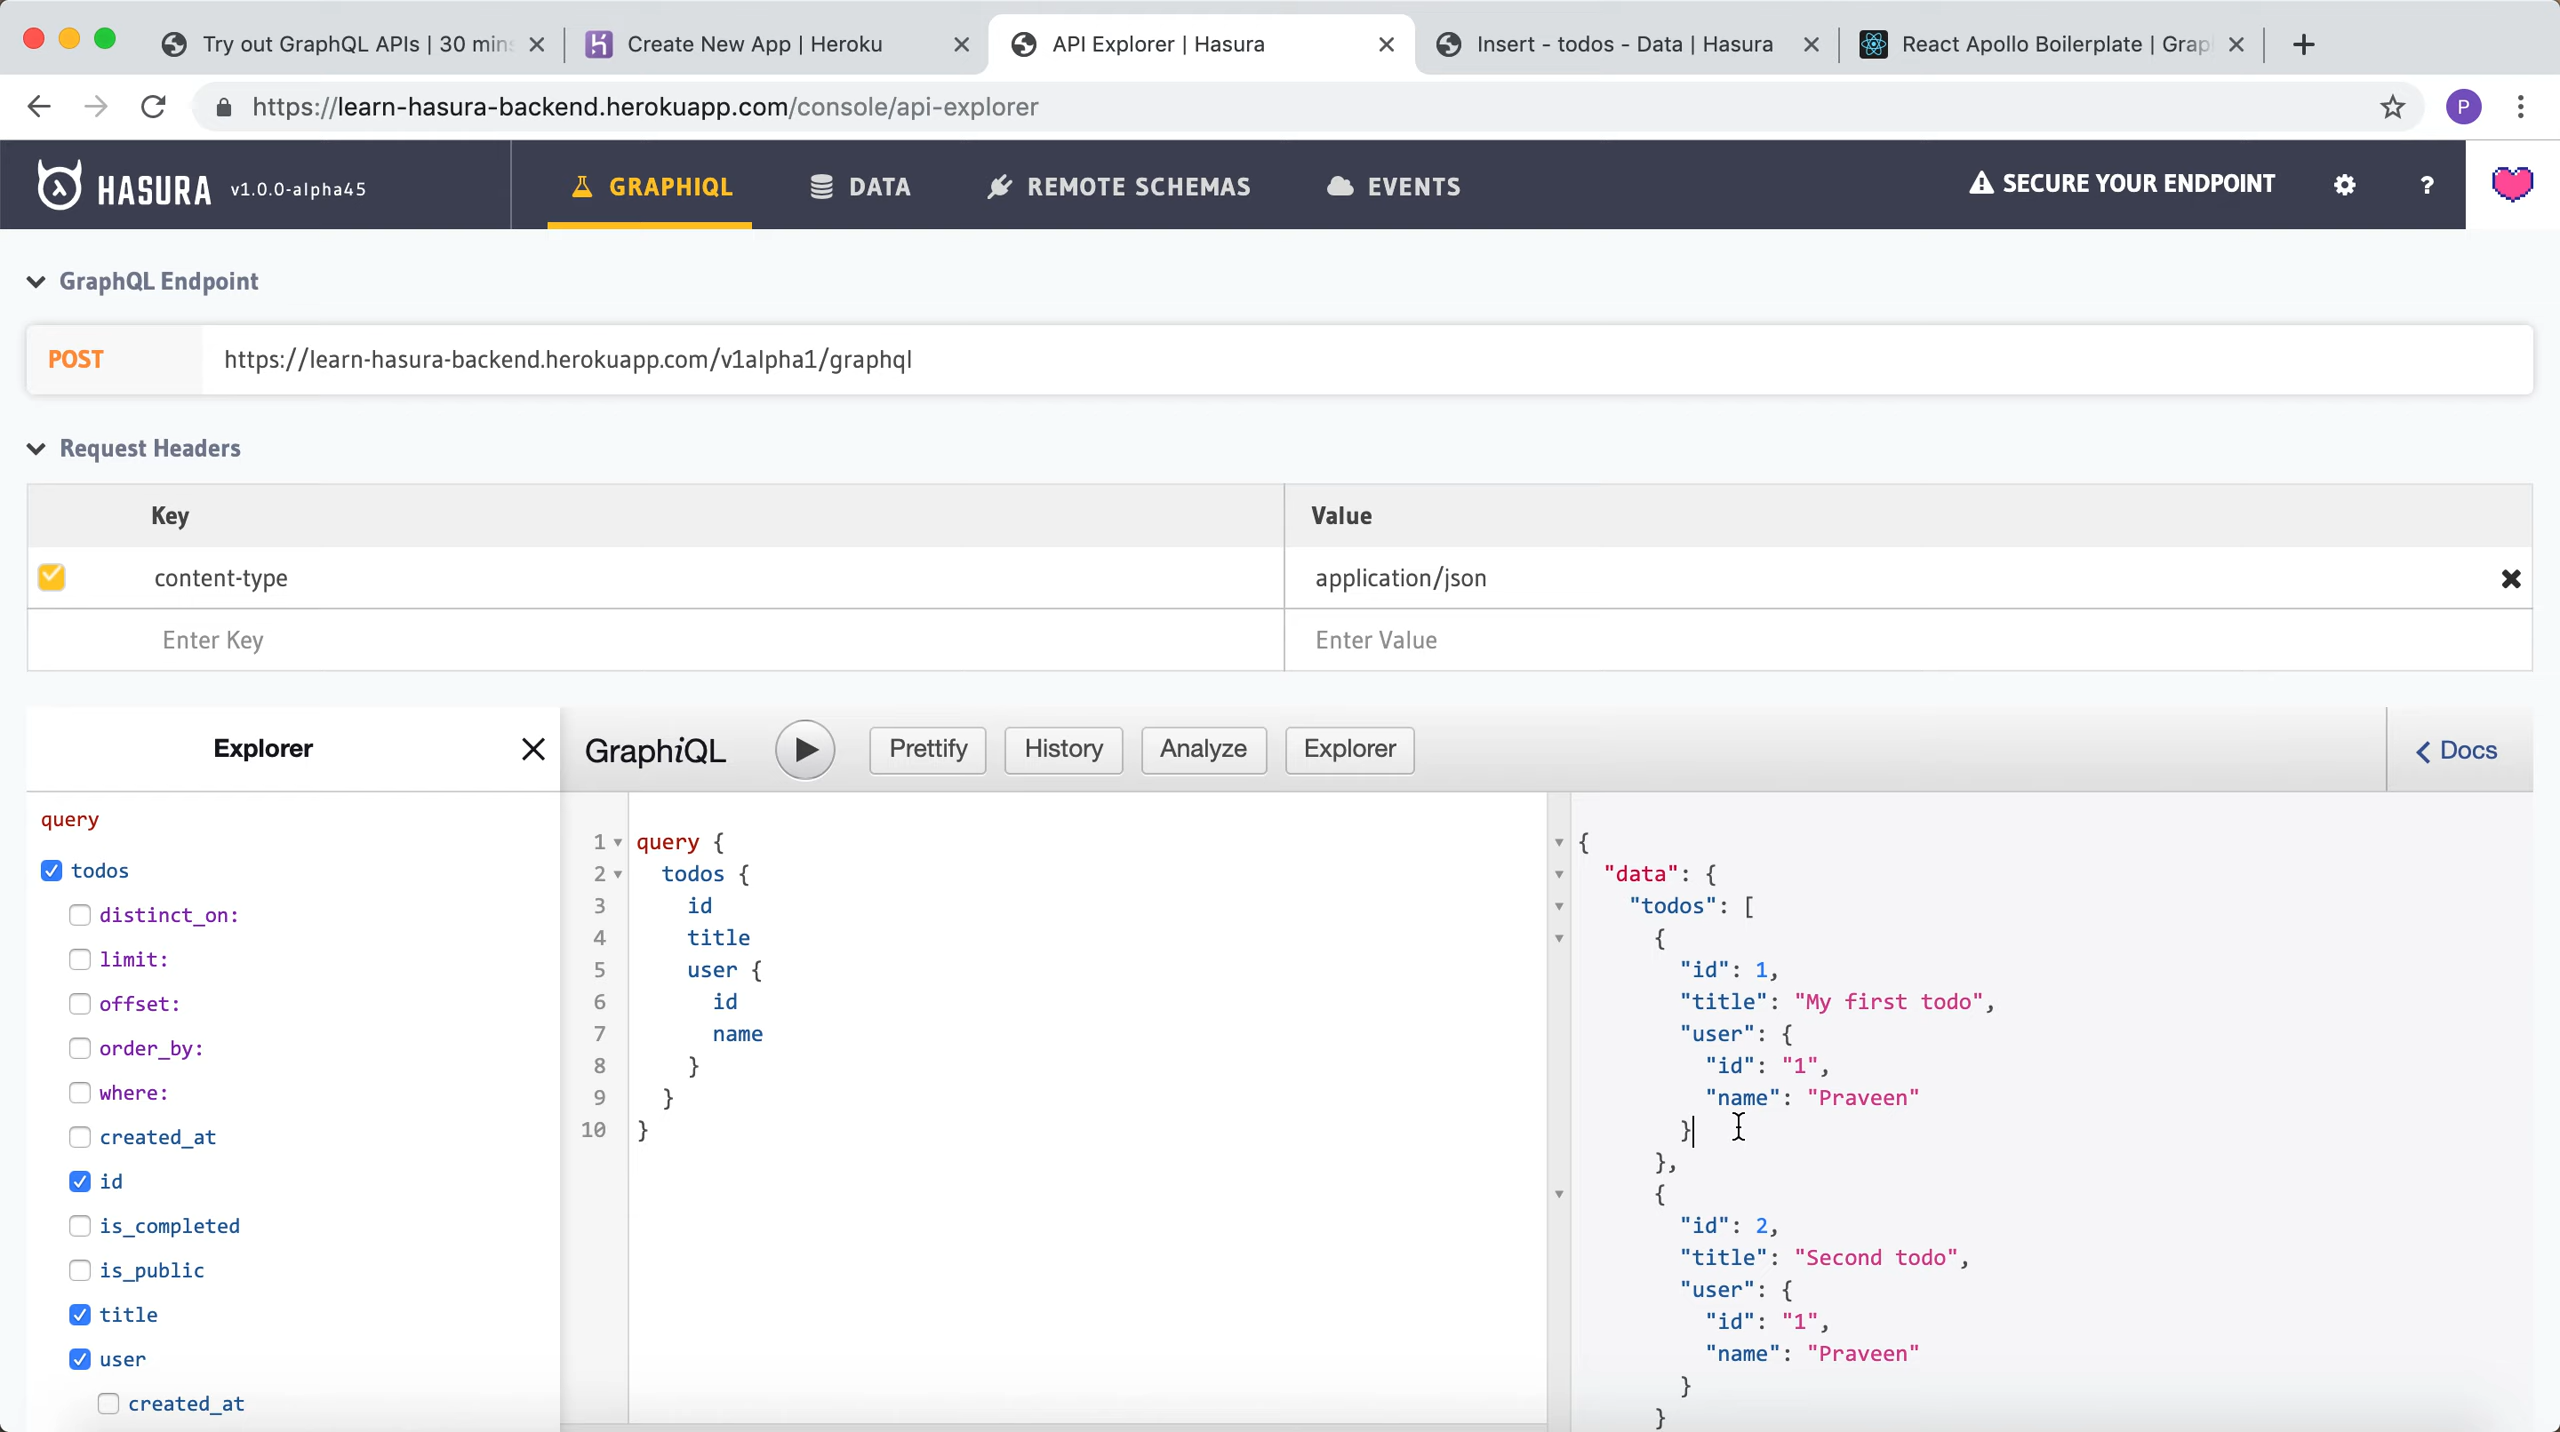 Try out GraphQL APIs | 30 mins
Create New App | Heroku
API Explorer | Hasura
Insert - todos - Data | Hasura
React Apollo Boilerplate | Grap
https://learn-hasura-backend.herokuapp.com/console/api-explorer
P
HASURA v1.0.0-alpha45
GRAPHIQL
DATA
REMOTE SCHEMAS
EVENTS
SECURE YOUR ENDPOINT
?
GraphQL Endpoint
POST https://learn-hasura-backend.herokuapp.com/v1alpha1/graphql
Request Headers
Key Value
content-type application/json
Enter Key Enter Value
Explorer
GraphiQL
Prettify
History
Analyze
Explorer
Docs
query
todos
distinct_on:
limit:
offset:
order_by:
where:
created_at
id
is_completed
is_public
title
user
created_at
1 query {
2 todos {
3 id
4 title
5 user {
6 id
7 name
8 }
9 }
10 }
{
"data": {
"todos": [
{
"id": 1,
"title": "My first todo",
"user": {
"id": "1",
"name": "Praveen"
}
},
{
"id": 2,
"title": "Second todo",
"user": {
"id": "1",
"name": "Praveen"
}
}